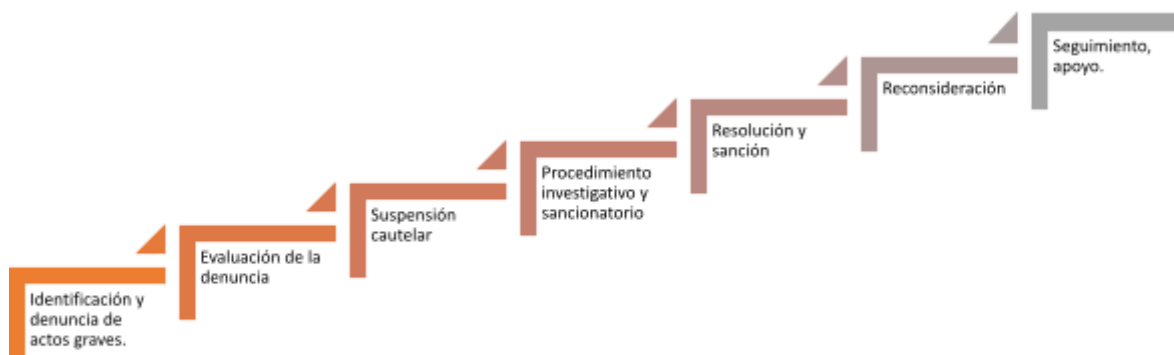 Identificación y
denuncia de
actos graves.
Evaluación de la
denuncia
Suspensión
cautelar
Procedimiento
investigativo y
sancionatorio
Resolución y
sanción
Reconsideración
Seguimiento,
apoyo.